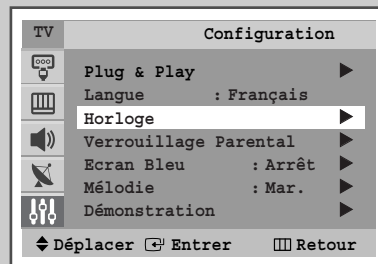 TV Configuration
Plug & Play
Langue : Français
Horloge
Verrouillage Parental
Ecran Bleu : Arrêt
Mélodie : Mar.
Démonstration
Déplacer Entrer Retour